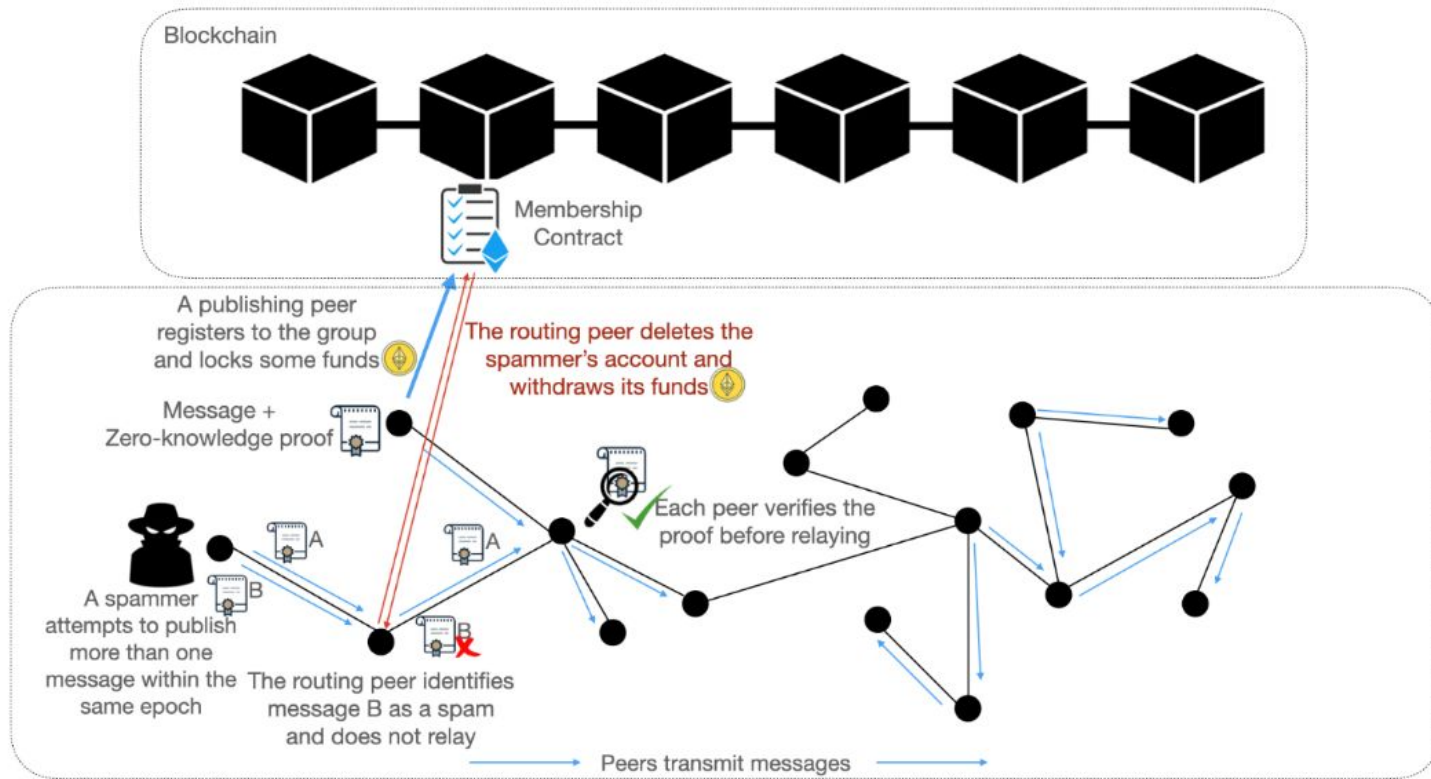 Blockchain
Membership
Contract
A publishing peer
registers to the group
and locks some funds
The routing peer deletes the
spammer's account and
withdraws its funds
Message +
Zero-knowledge proof
Each peer verifies the
proof before relaying
A
A
B
B
A spammer
attempts to publish
more than one
message within the
same epoch
The routing peer identifies
message B as a spam
and does not relay
Peers transmit messages